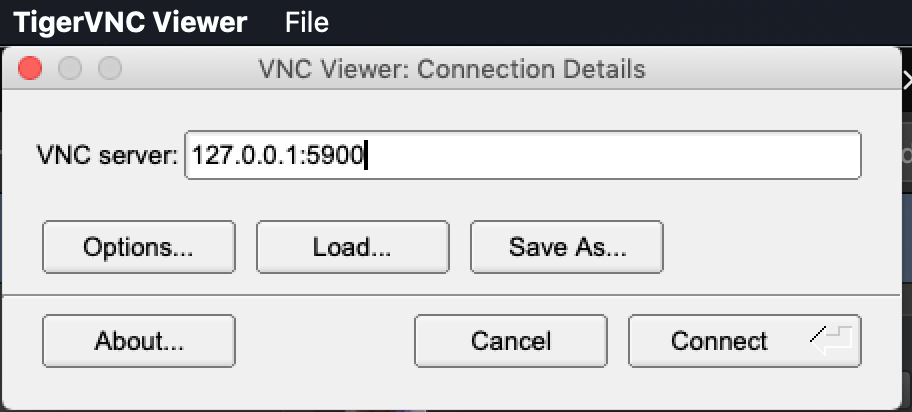 TigerVNC Viewer File
VNC Viewer: Connection Details
VNC server: 127.0.0.1:5900
Options... Load... Save As...
About... Cancel Connect